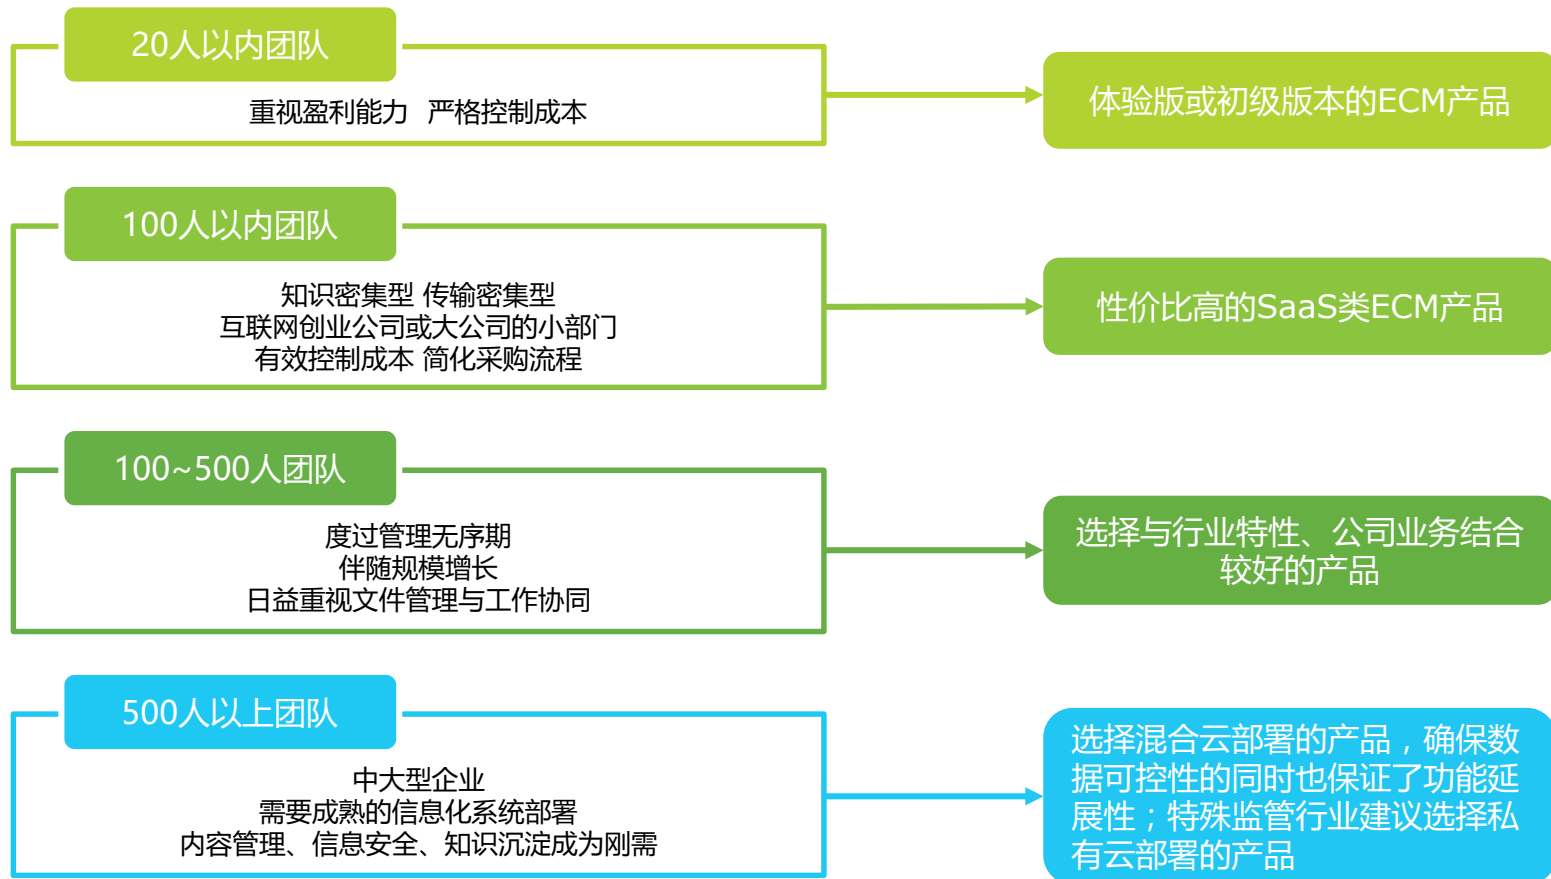 20人以内团队
重视盈利能力  严格控制成本
体验版或初级版本的ECM产品
100人以内团队
知识密集型 传输密集型
互联网创业公司或大公司的小部门
有效控制成本 简化采购流程
性价比高的SaaS类ECM产品
100~500人团队
度过管理无序期
伴随规模增长
日益重视文件管理与工作协同
选择与行业特性、公司业务结合
较好的产品
500人以上团队
中大型企业
需要成熟的信息化系统部署
内容管理、信息安全、知识沉淀成为刚需
选择混合云部署的产品，确保数
据可控性的同时也保证了功能延
展性；特殊监管行业建议选择私
有云部署的产品